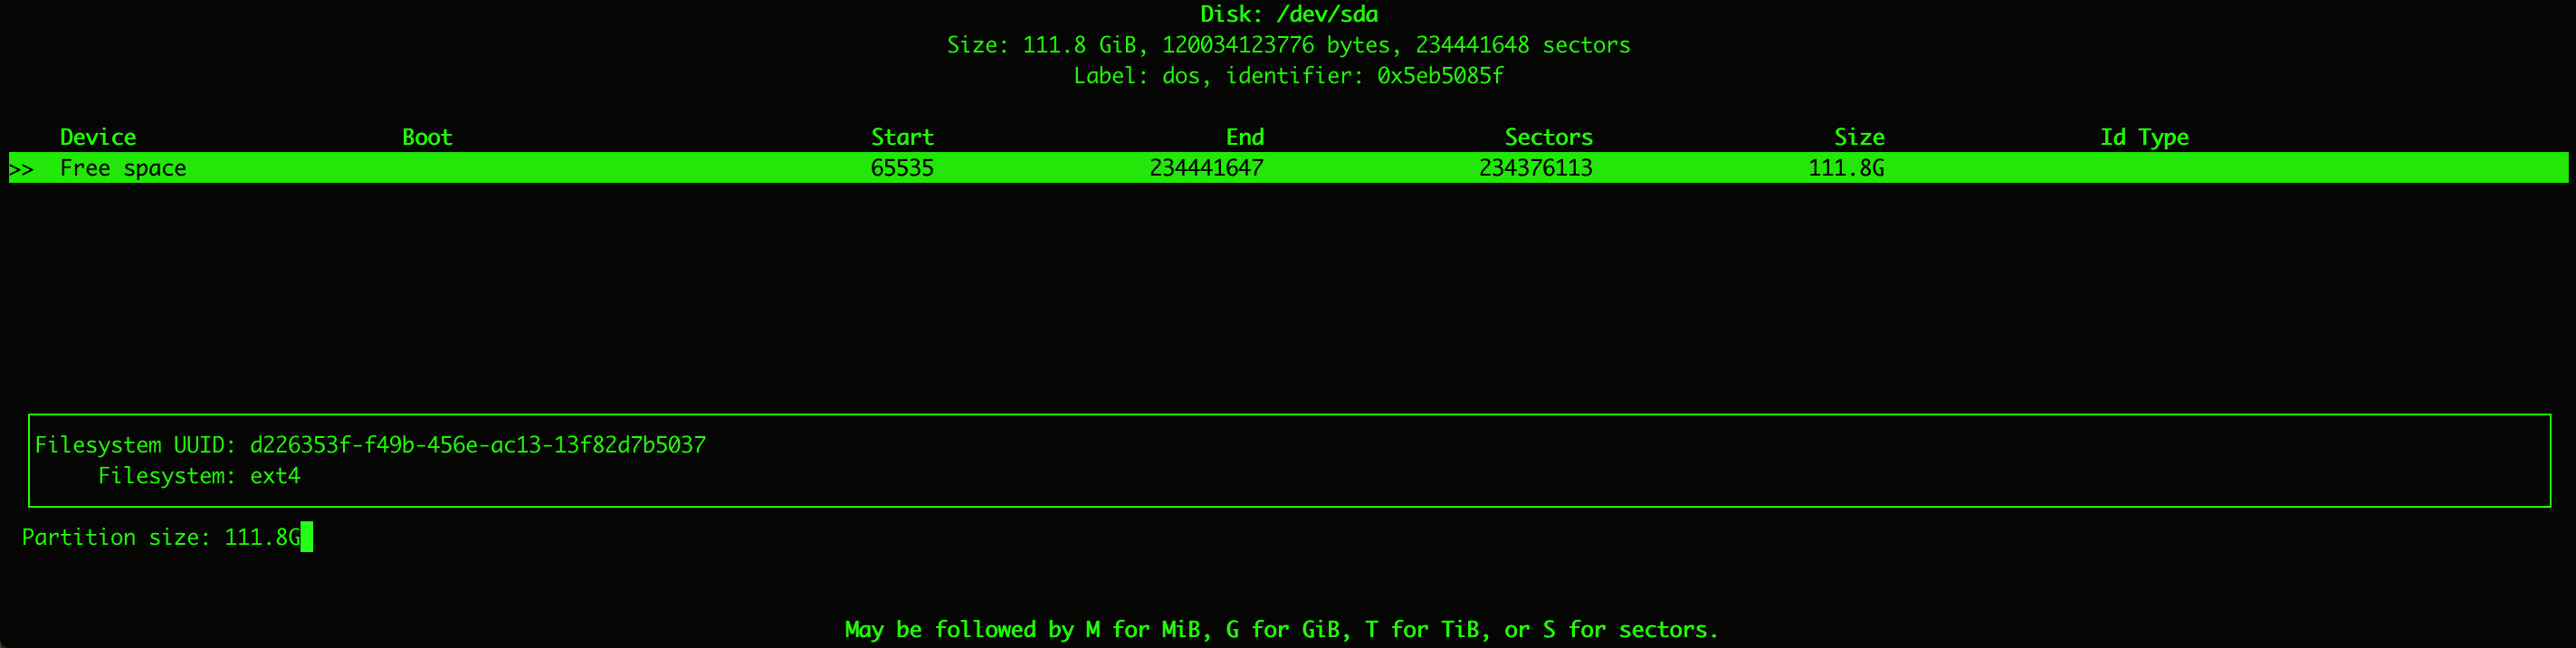 Disk: /dev/sda
Size: 111.8 GiB, 120034123776 bytes, 234441648 sectors
Label: dos, identifier: 0x5eb5085f
Device Boot Start End Sectors Size Id Type
>> Free space 65535 234441647 234376113 111.8G
Filesystem UUID: d226353f-f49b-456e-ac13-13f82d7b5037
Filesystem: ext4
Partition size: 111.8G
May be followed by M for MiB, G for GiB, T for TiB, or S for sectors.